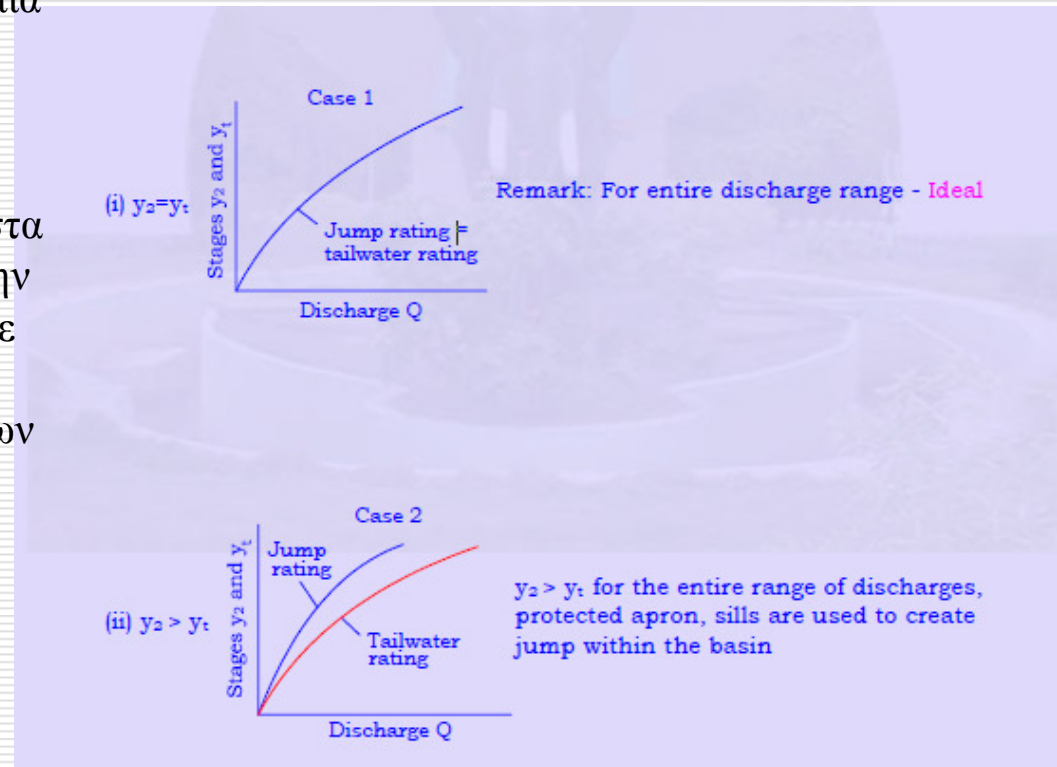 Case 1
(i) y₂=yₜ
Stages y₂ and yₜ
Remark: For entire discharge range - Ideal
Jump rating =
tailwater rating
Discharge Q
Case 2
(ii) y₂ > yₜ
Stages y₂ and yₜ
Jump
rating
Tailwater
rating
Discharge Q
y₂ > yₜ for the entire range of discharges,
protected apron, sills are used to create
jump within the basin